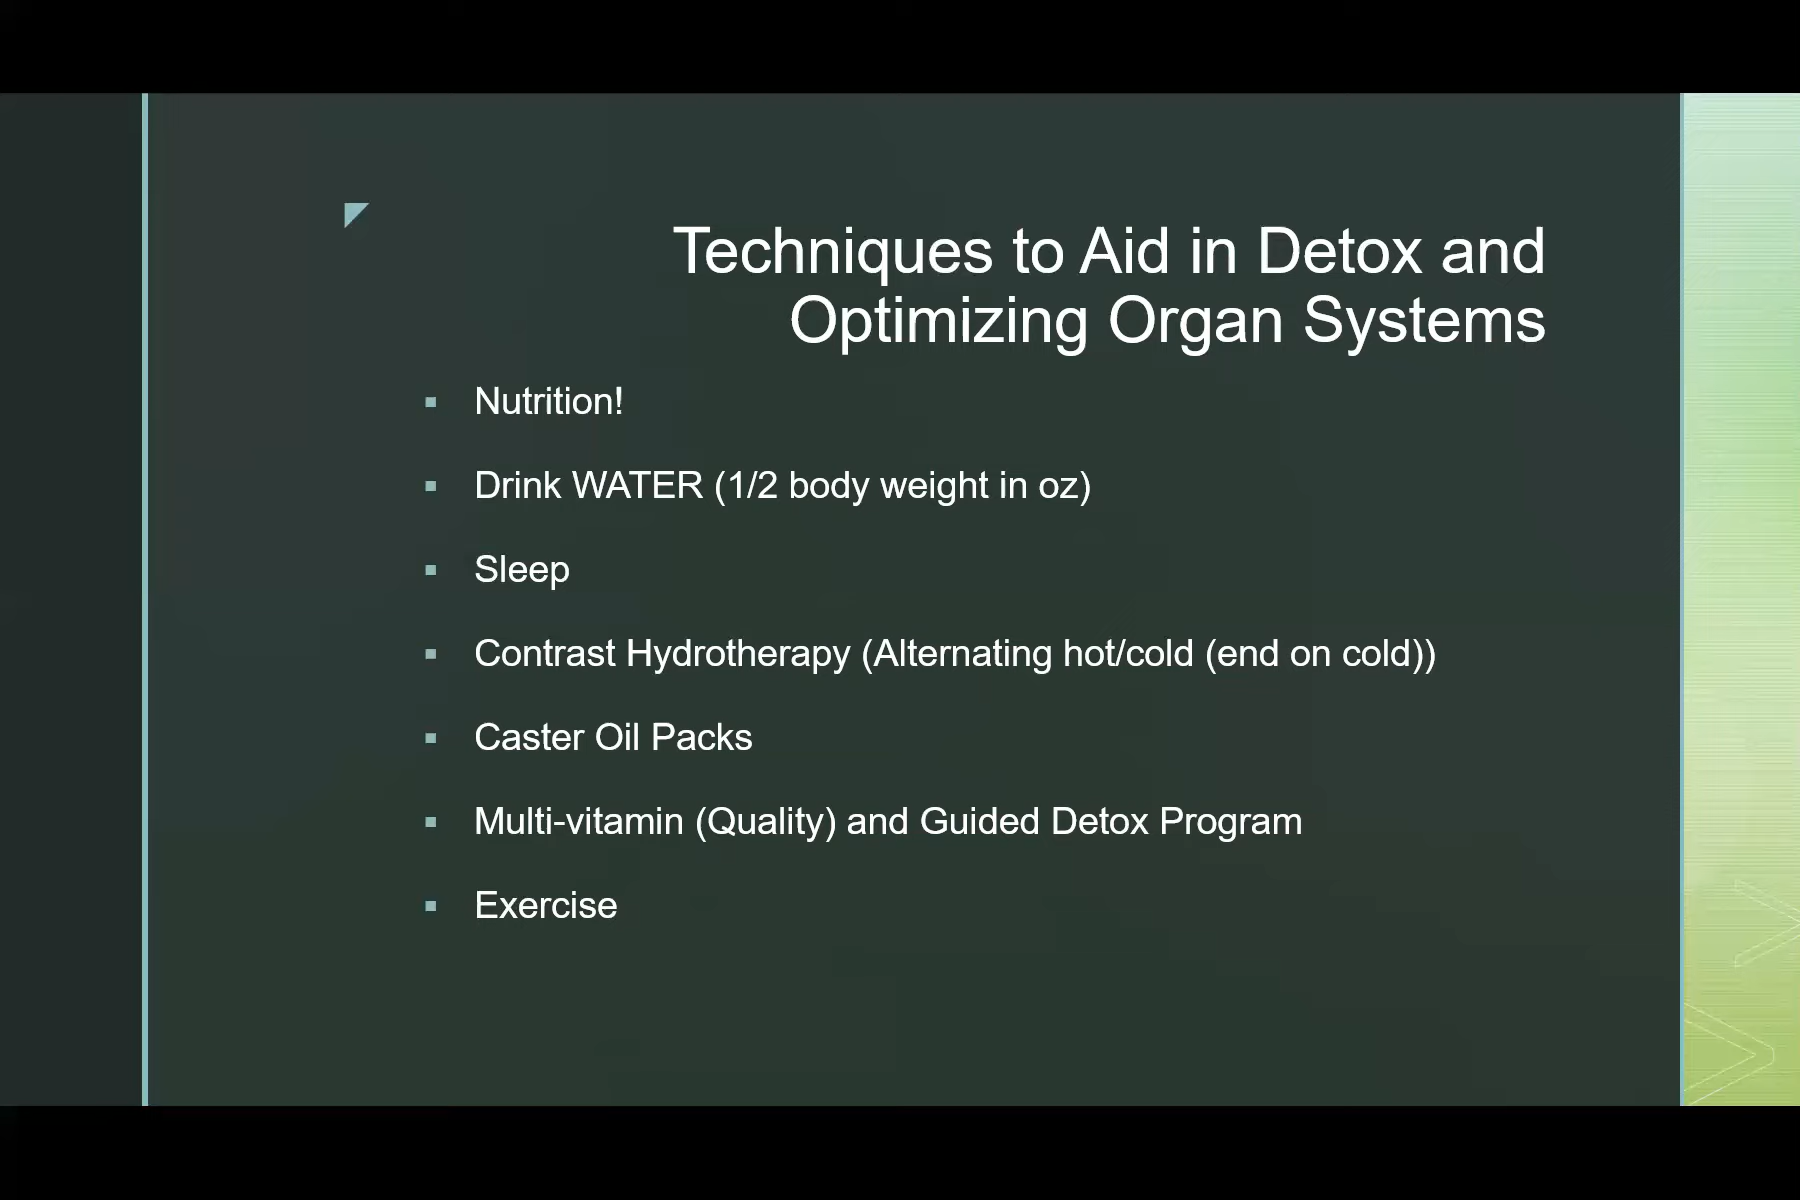 Techniques to Aid in Detox and
Optimizing Organ Systems
Nutrition!
Drink WATER (1/2 body weight in oz)
Sleep
Contrast Hydrotherapy (Alternating hot/cold (end on cold))
Caster Oil Packs
Multi-vitamin (Quality) and Guided Detox Program
Exercise